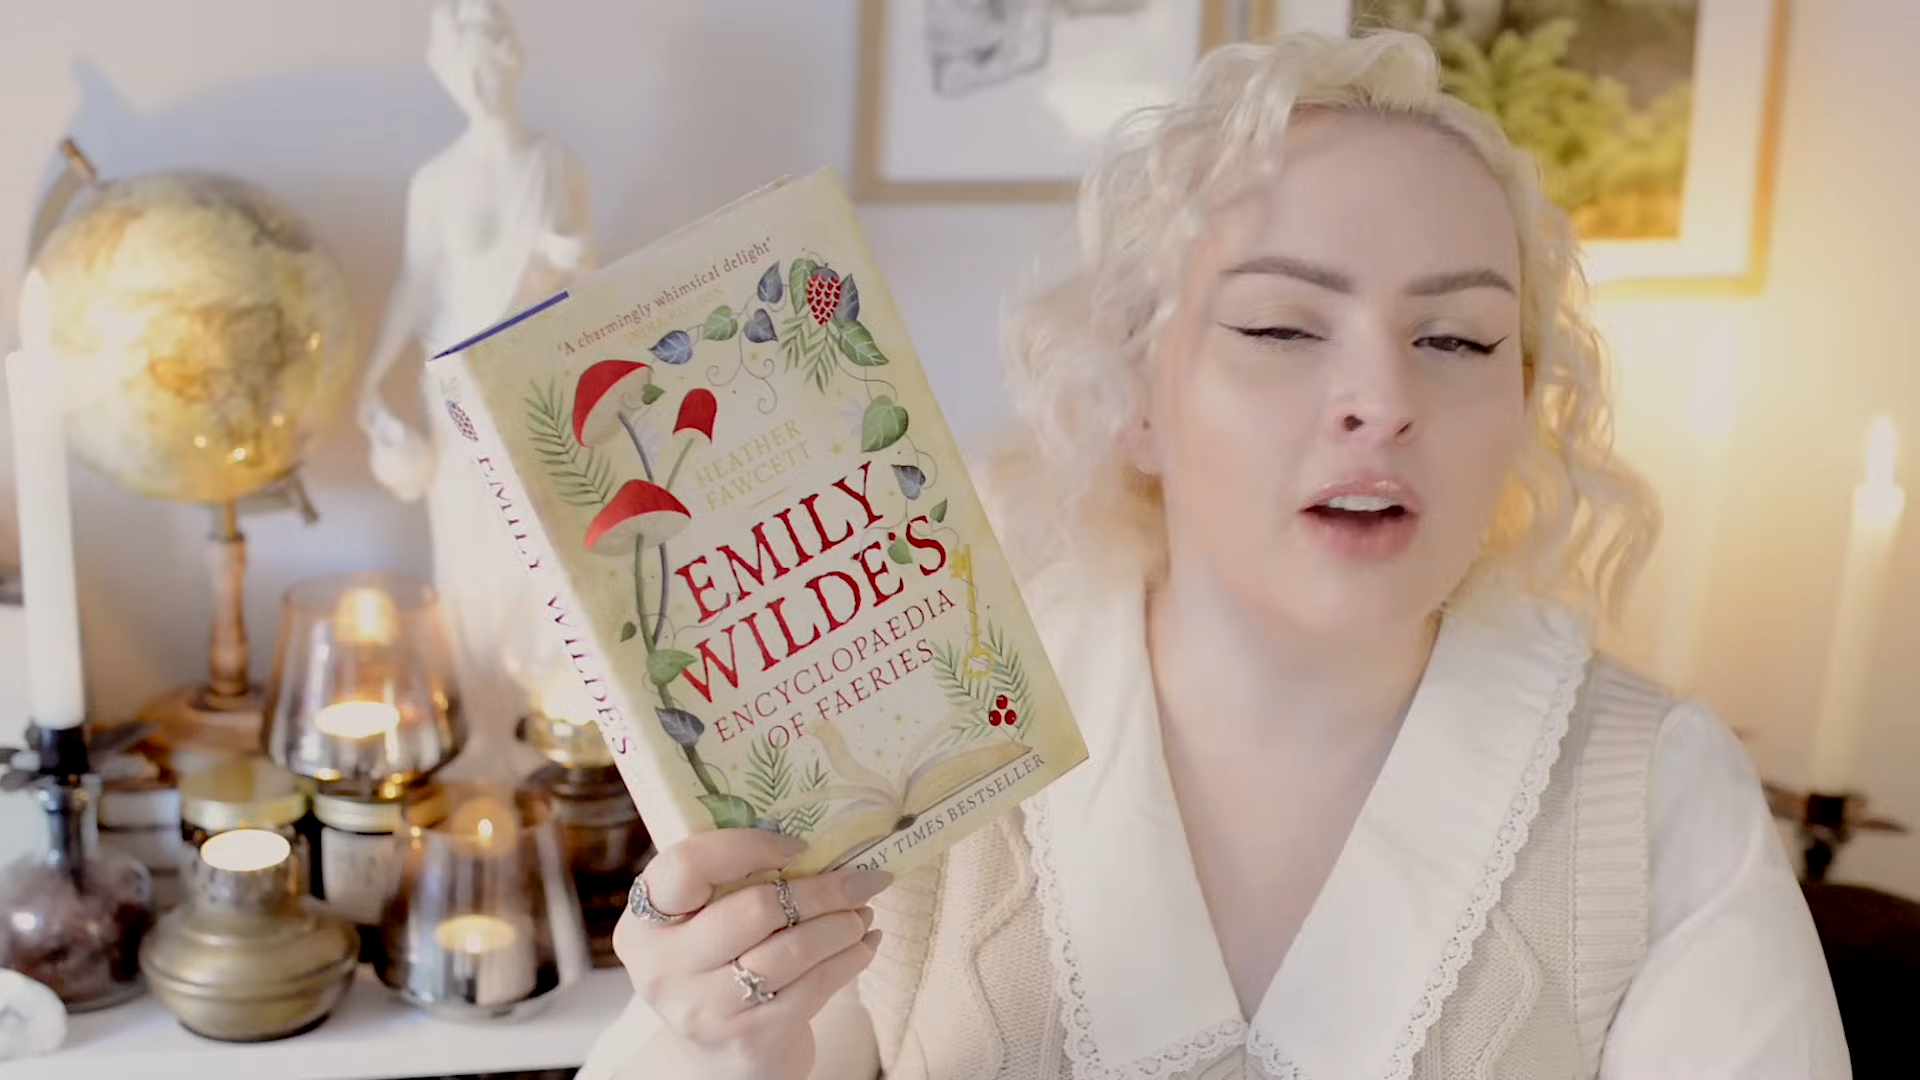 'A charmingly whimsical delight'
HEATHER
FAWCETT
EMILY
WILDE'S
ENCYCLOPAEDIA
OF FAERIES
DAY TIMES BESTSELLER
EMILY WILDE'S